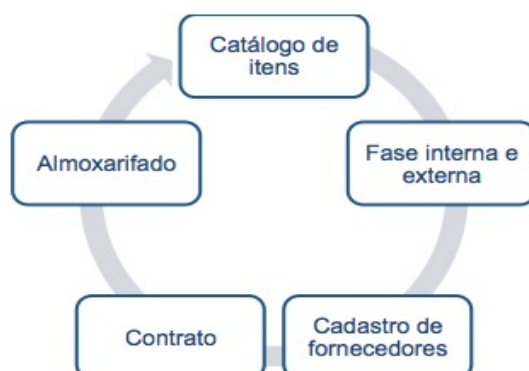 Catálogo de
itens
Fase interna e
externa
Cadastro de
fornecedores
Contrato
Almoxarifado